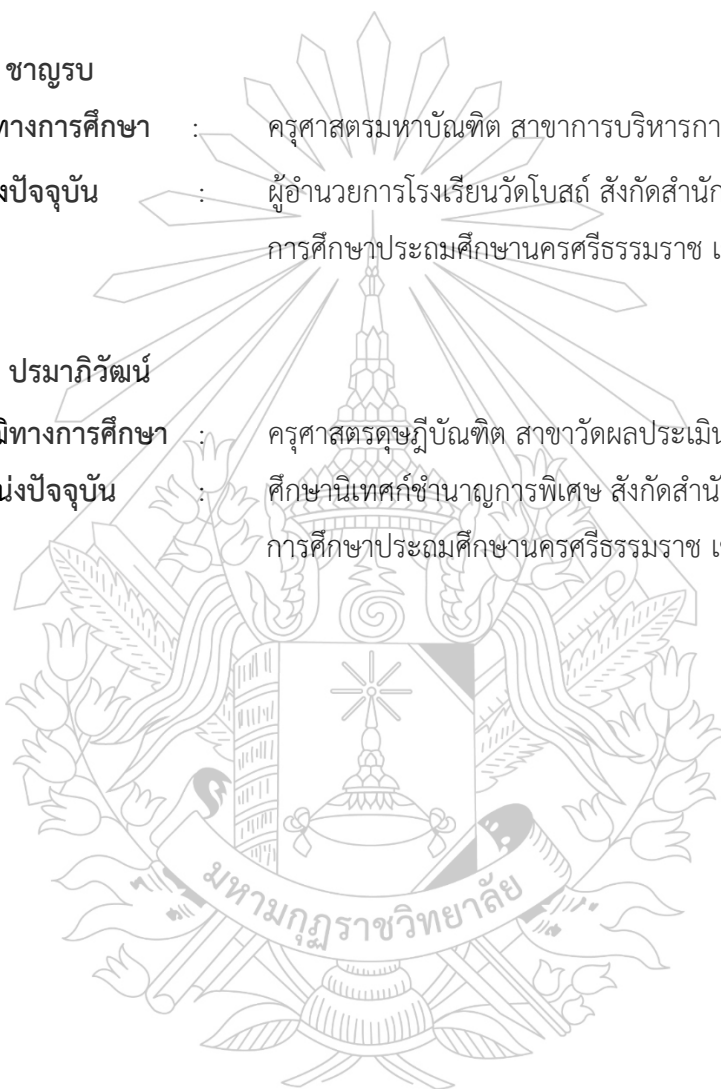 ชาญรบ
ทางการศึกษา : ครุศาสตรมหาบัณฑิต สาขาการบริหารกา
งปัจจุบัน : ผู้อำนวยการโรงเรียนวัดโบสถ์ สังกัดสำนัก
การศึกษาประถมศึกษานครศรีธรรมราช เ
ปรมาภิวัฒน์
มิทางการศึกษา : ครุศาสตรดุษฎีบัณฑิต สาขาวัดผลประเมิน
น่งปัจจุบัน : ศึกษานิเทศก์ชำนาญการพิเศษ สังกัดสำนั
การศึกษาประถมศึกษานครศรีธรรมราช เ
มหามกุฏราชวิทยาลัย